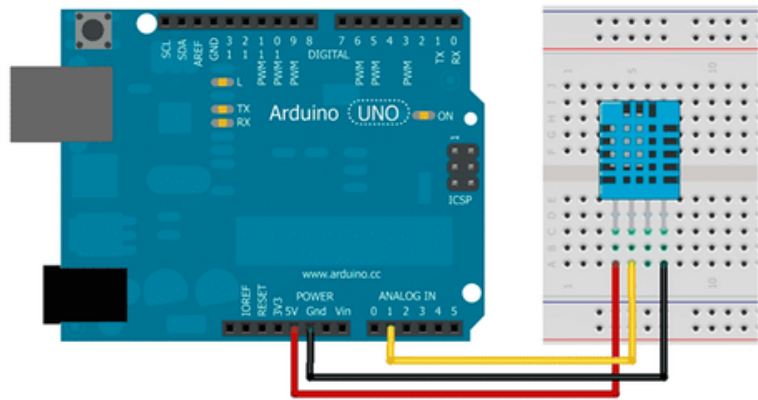 SCL
SDA
AREF
GND
13
12
PWM 11
PWM 10
PWM 9
8
DIGITAL
7
PWM 6
PWM 5
4
PWM 3
2
TX 1
RX 0
L
TX
RX
Arduino UNO
ON
1
ICSP
www.arduino.cc
POWER
ANALOG IN
IOREF
RESET
3V3
5V
Gnd
Vin
0 1 2 3 4 5
1 5 10
J
I
H
G
F
E
D
C
B
A
1 10